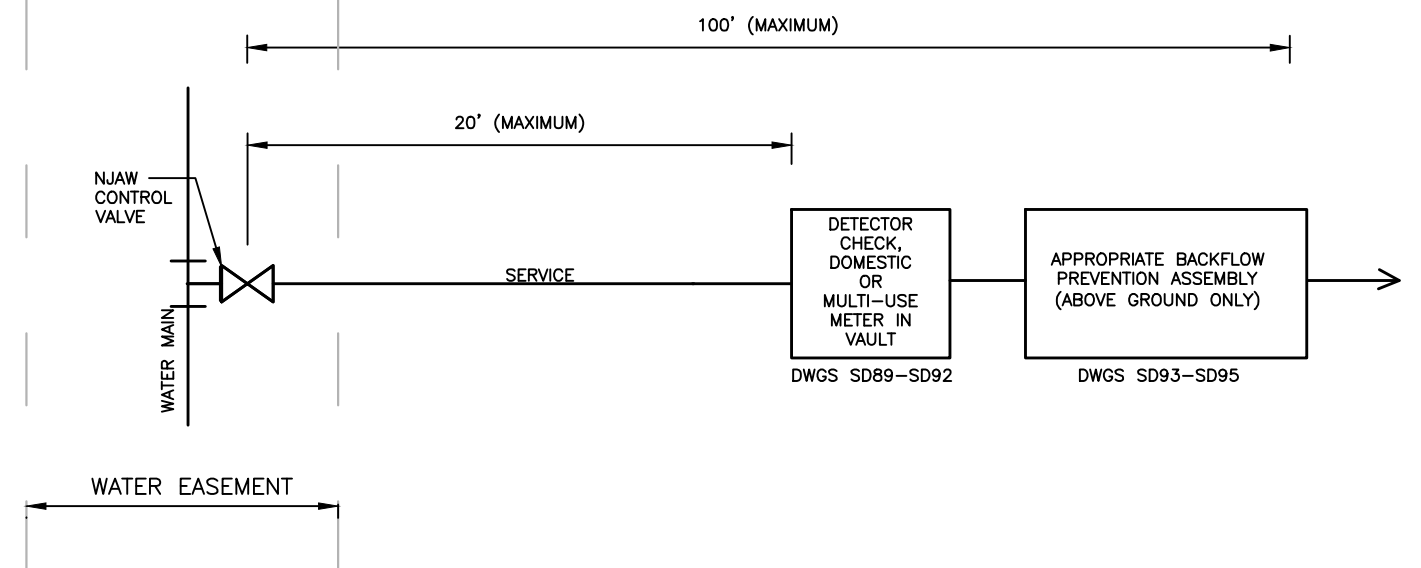 100' (MAXIMUM)
20' (MAXIMUM)
NJAW
CONTROL
VALVE
WATER MAIN
SERVICE
DETECTOR
CHECK,
DOMESTIC
OR
MULTI-USE
METER IN
VAULT
DWGS SD89-SD92
APPROPRIATE BACKFLOW
PREVENTION ASSEMBLY
(ABOVE GROUND ONLY)
DWGS SD93-SD95
WATER EASEMENT